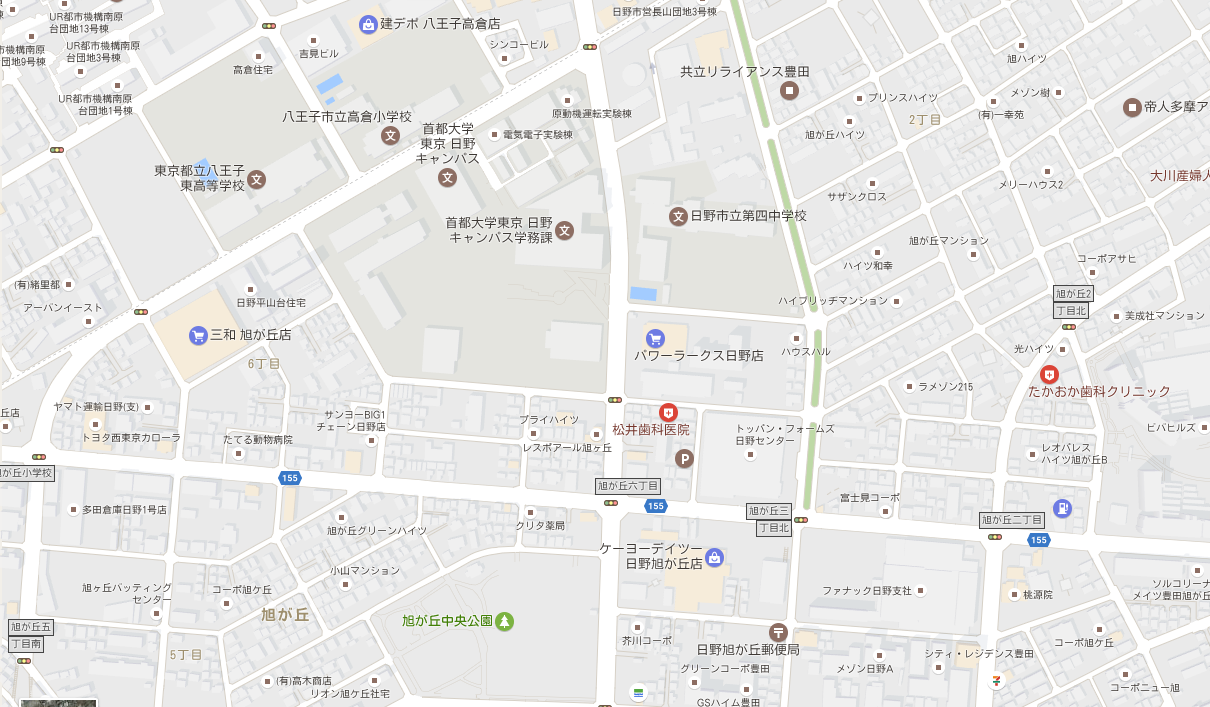 UR都市機構南原
台団地13号棟
市機構南原
団地9号棟
UR都市機構南原
台団地3号棟
UR都市機構南原
台団地1号棟
高倉住宅
吉見ビル
建デポ 八王子高倉店
シンコービル
日野市営長山団地3号棟
共立リライアンス豊田
旭ハイツ
メゾン樹
プリンスハイツ
(有)一幸苑
2丁目
旭が丘ハイツ
帝人多摩ア
八王子市立高倉小学校
首都大学
東京 日野
キャンパス
原動機運転実験棟
電気電子実験棟
東京都立八王子
東高等学校
首都大学東京 日野
キャンパス学務課
日野市立第四中学校
サザンクロス
メリーハウス2
大川産婦人
旭が丘マンション
ハイツ和幸
コーポアサヒ
(有)緒里都
アーバンイースト
日野平山台住宅
三和 旭が丘店
6丁目
ハイブリッチマンション
旭が丘2
丁目北
美成社マンション
パワーラークス日野店
ハウスハル
光ハイツ
たかおか歯科クリニック
ラメゾン215
丘店
ヤマト運輸日野(支)
トヨタ西東京カローラ
サンヨーBIG1
チェーン日野店
たてる動物病院
ブライハイツ
レスポアール旭ヶ丘
松井歯科医院
P
トッパン・フォームズ
日野センター
ビバヒルズ
レオパレス
ハイツ旭が丘B
が丘小学校
155
旭が丘六丁目
155
旭が丘三
丁目北
富士見コーポ
旭が丘二丁目
155
多田倉庫日野1号店
旭が丘グリーンハイツ
クリタ薬局
ケーヨーデイツー
日野旭が丘店
小山マンション
旭ヶ丘バッティング
センター
コーポ旭ケ丘
旭が丘
旭が丘中央公園
ファナック日野支社
桃源院
ソルコリーナ
メイツ豊田旭が丘
旭が丘五
丁目南
5丁目
芥川コーポ
日野旭が丘郵便局
シティ・レジデンス豊田
コーポ旭ケ丘
グリーンコーポ豊田
メゾン日野A
(有)高木商店
リオン旭ケ丘社宅
GSハイム豊田
コーポニュー旭